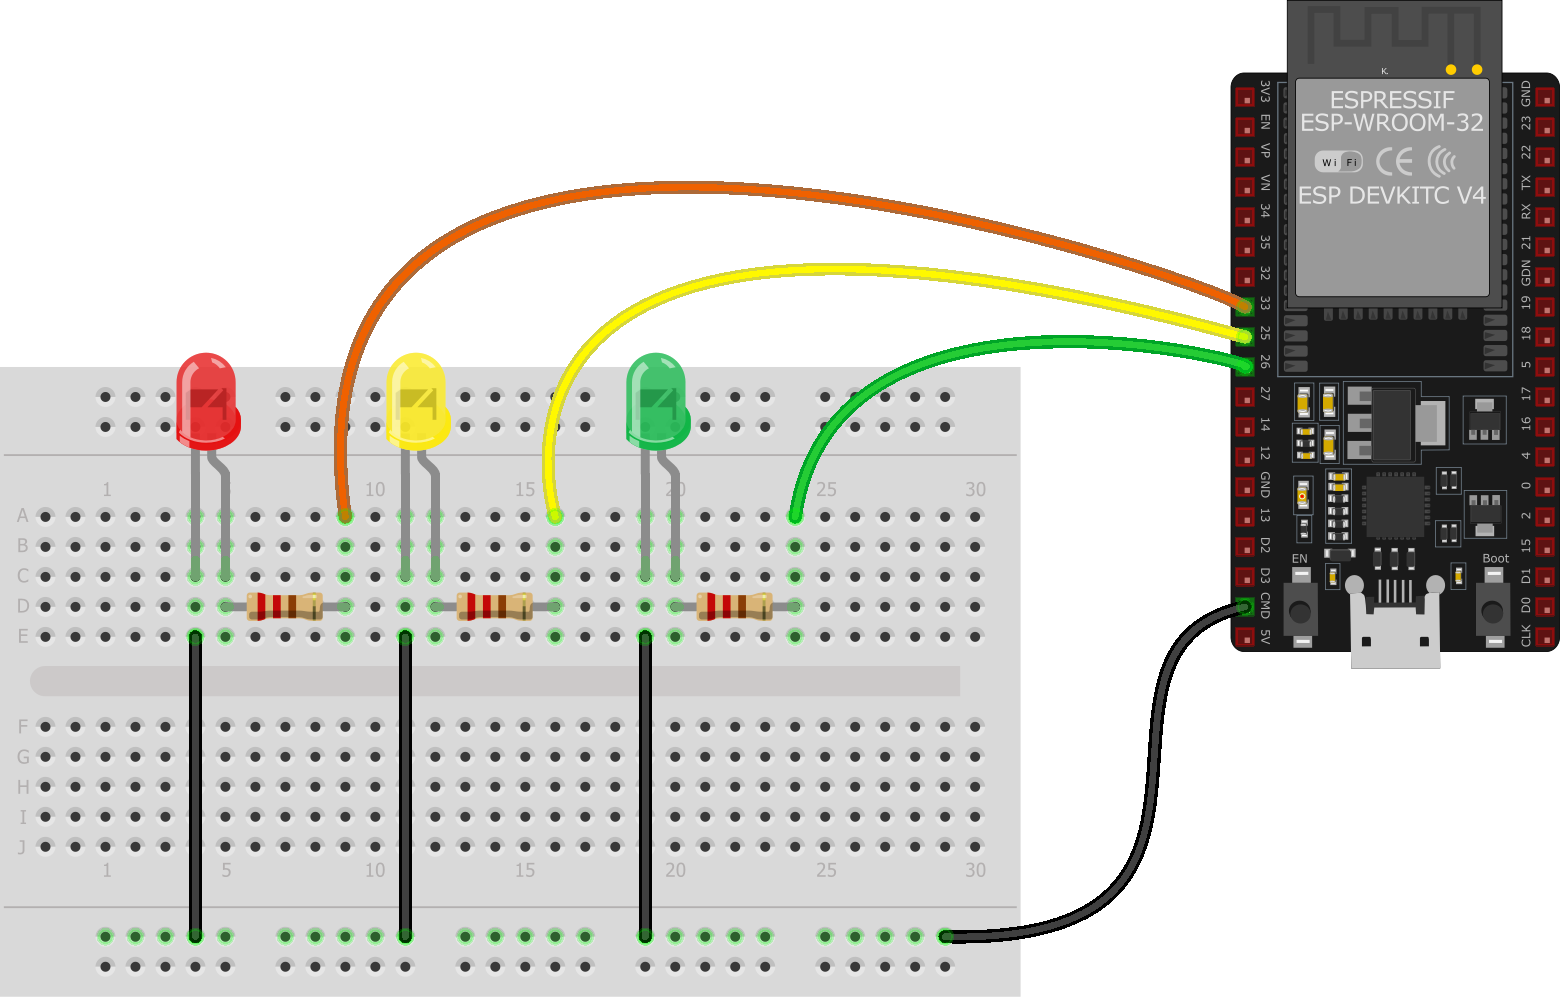 K.
ESPRESSIF
ESP-WROOM-32
Wi Fi
CE
ESP DEVKITC V4
3V3
EN
VP
VN
34
35
32
33
25
26
27
14
12
GND
13
D2
D3
CMD
5V
GND
23
22
TX
RX
21
GDN
19
18
5
17
16
4
0
2
15
D1
D0
CLK
EN
Boot
1 5 10 15 20 25 30
A
B
C
D
E
F
G
H
I
J
1 5 10 15 20 25 30